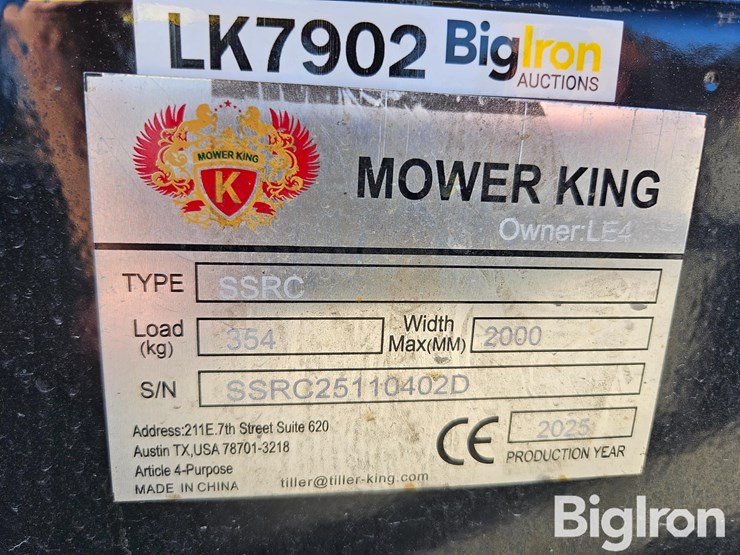 LK7902 BigIron
AUCTIONS
MOWER KING
K
MOWER KING
Owner:LE4
TYPE SSRC
Load (kg) 354 Width Max(MM) 2000
S/N SSRC25110402D
Address:211E.7th Street Suite 620
Austin TX,USA 78701-3218
Article 4-Purpose
MADE IN CHINA tiller@tiller-king.com
CE 2025
PRODUCTION YEAR
BigIron